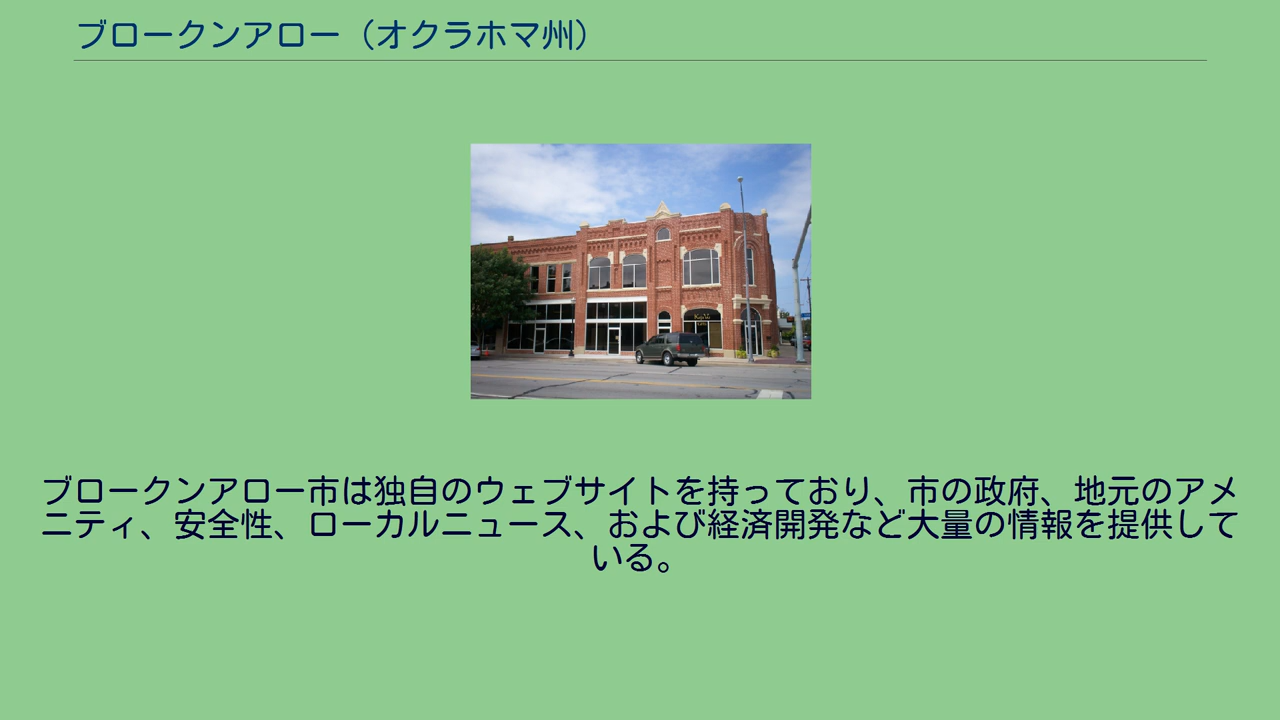 ブロークンアロー（オクラホマ州）
ブロークンアロー市は独自のウェブサイトを持っており、市の政府、地元のアメ
ニティ、安全性、ローカルニュース、および経済開発など大量の情報を提供して
いる。